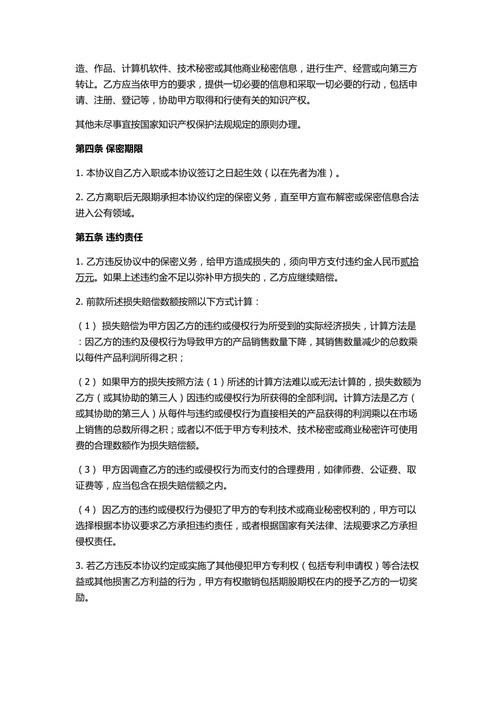 造、作品、计算机软件、技术秘密或其他商业秘密信息，进行生产、经营或向第三方
转让。乙方应当依甲方的要求，提供一切必要的信息和采取一切必要的行动，包括申
请、注册、登记等，协助甲方取得和行使有关的知识产权。
其他未尽事宜按国家知识产权保护法规规定的原则办理。
第四条 保密期限
1. 本协议自乙方入职或本协议签订之日起生效（以在先者为准）。
2. 乙方离职后无限期承担本协议约定的保密义务，直至甲方宣布解密或保密信息合法
进入公有领域。
第五条 违约责任
1. 乙方违反协议中的保密义务，给甲方造成损失的，须向甲方支付违约金人民币贰拾
万元。如果上述违约金不足以弥补甲方损失的，乙方应继续赔偿。
2. 前款所述损失赔偿数额按照以下方式计算：
（1） 损失赔偿为甲方因乙方的违约或侵权行为所受到的实际经济损失，计算方法是
：因乙方的违约及侵权行为导致甲方的产品销售数量下降，其销售数量减少的总数乘
以每件产品利润所得之积；
（2） 如果甲方的损失按照方法（1）所述的计算方法难以或无法计算的，损失数额为
乙方（或其协助的第三人）因违约或侵权行为所获得的全部利润。计算方法是乙方（
或其协助的第三人）从每件与违约或侵权行为直接相关的产品获得的利润乘以在市场
上销售的总数所得之积；或者以不低于甲方专利技术、技术秘密或商业秘密许可使用
费的合理数额作为损失赔偿额。
（3） 甲方因调查乙方的违约或侵权行为而支付的合理费用，如律师费、公证费、取
证费等，应当包含在损失赔偿额之内。
（4） 因乙方的违约或侵权行为侵犯了甲方的专利技术或商业秘密权利的，甲方可以
选择根据本协议要求乙方承担违约责任，或者根据国家有关法律、法规要求乙方承担
侵权责任。
3. 若乙方违反本协议约定或实施了其他侵犯甲方专利权（包括专利申请权）等合法权
益或其他损害乙方利益的行为，甲方有权撤销包括期股期权在内的授予乙方的一切奖
励。